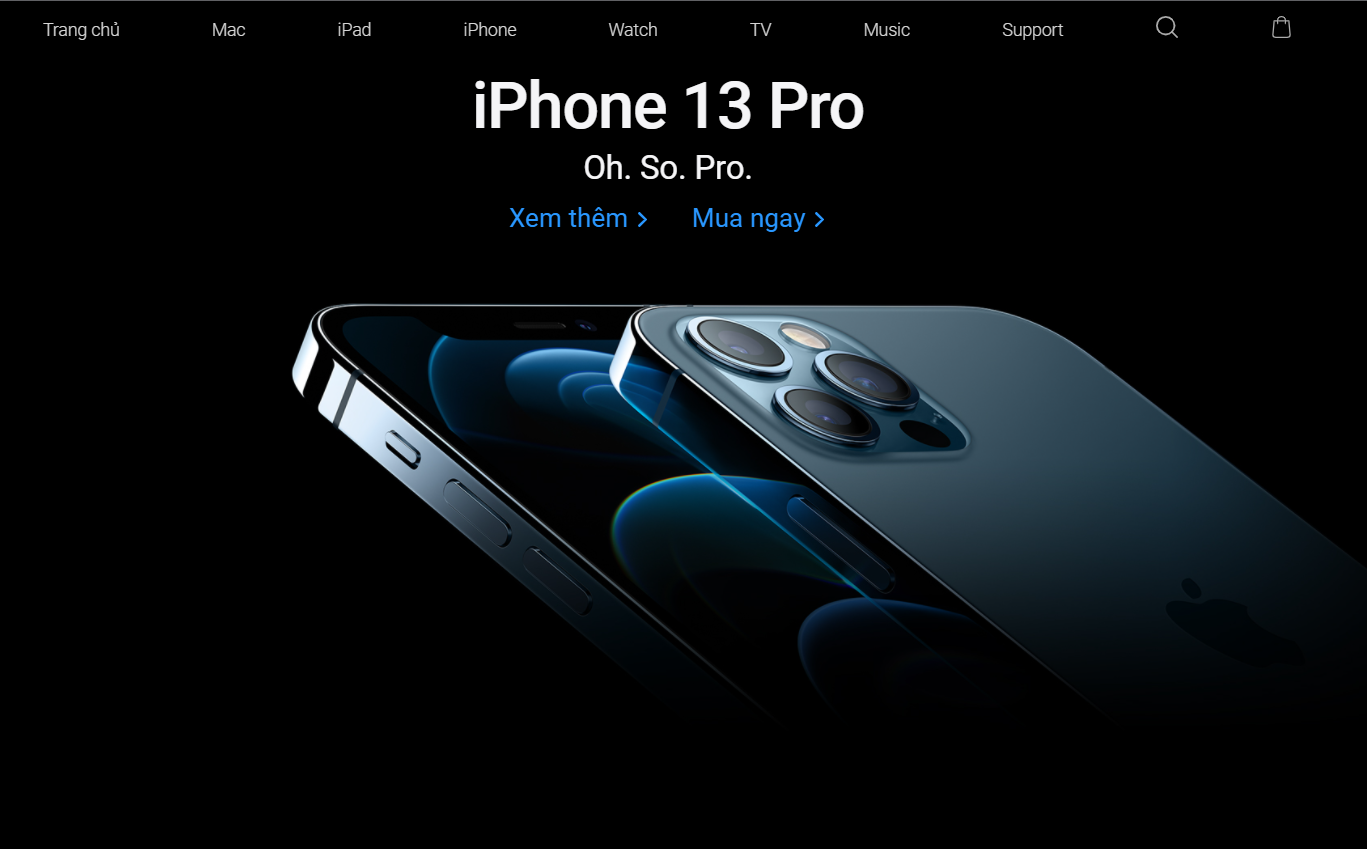 Trang chủ Mac iPad iPhone Watch TV Music Support
iPhone 13 Pro
Oh. So. Pro.
Xem thêm Mua ngay